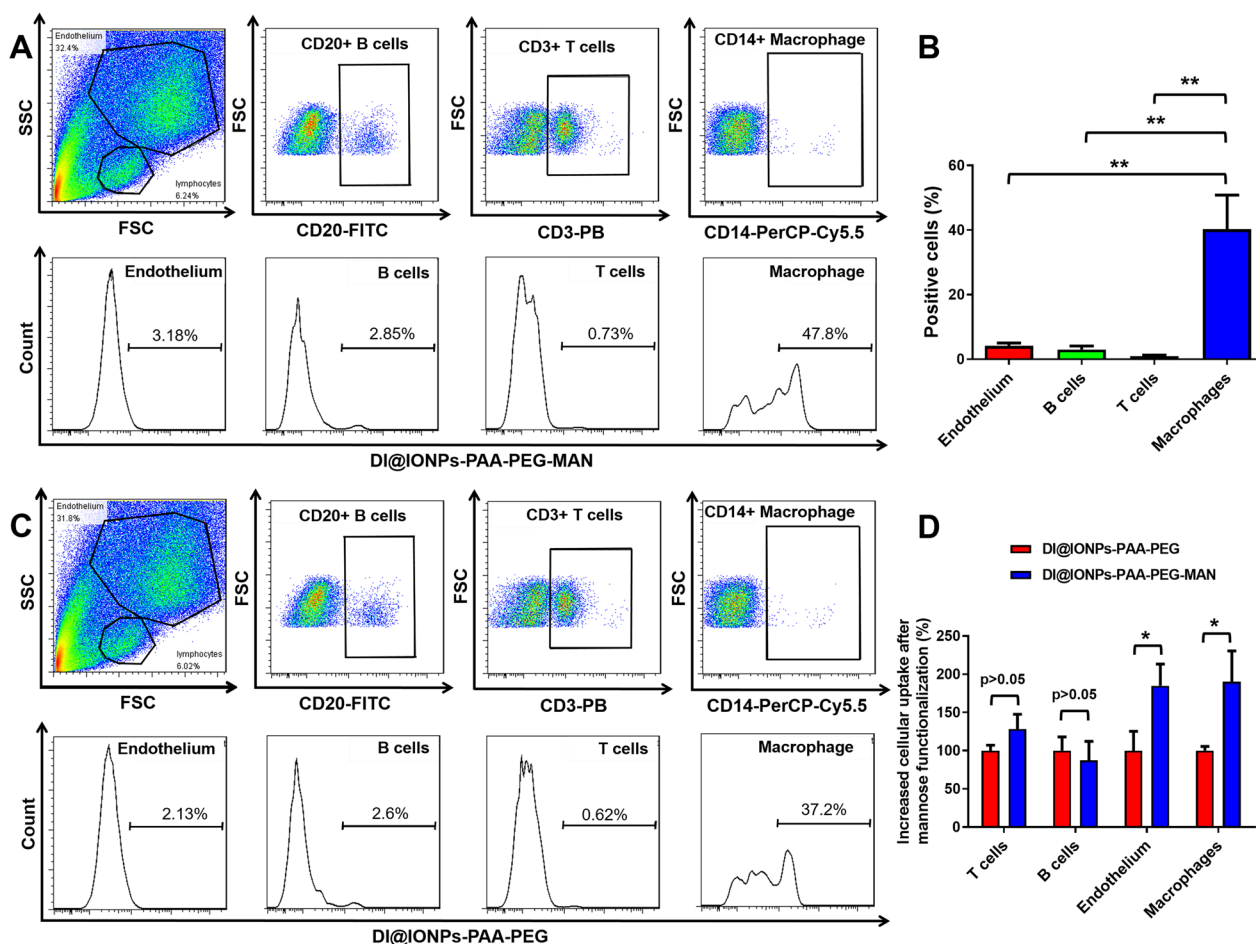 A
Endothelium
32.4%
lymphocytes
6.24%
SSC
FSC
CD20+ B cells
FSC
CD20-FITC
CD3+ T cells
FSC
CD3-PB
CD14+ Macrophage
FSC
CD14-PerCP-Cy5.5
Count
Endothelium
3.18%
B cells
2.85%
T cells
0.73%
Macrophage
47.8%
DI@IONPs-PAA-PEG-MAN
B
**
**
**
Positive cells (%)
60
40
20
0
Endothelium
B cells
T cells
Macrophages
C
Endothelium
31.8%
lymphocytes
6.02%
SSC
FSC
CD20+ B cells
FSC
CD20-FITC
CD3+ T cells
FSC
CD3-PB
CD14+ Macrophage
FSC
CD14-PerCP-Cy5.5
Count
Endothelium
2.13%
B cells
2.6%
T cells
0.62%
Macrophage
37.2%
DI@IONPs-PAA-PEG
D
DI@IONPs-PAA-PEG
DI@IONPs-PAA-PEG-MAN
Increased cellular uptake after
mannose functionalization (%)
250
200
150
100
50
0
p>0.05
p>0.05
*
*
T cells
B cells
Endothelium
Macrophages